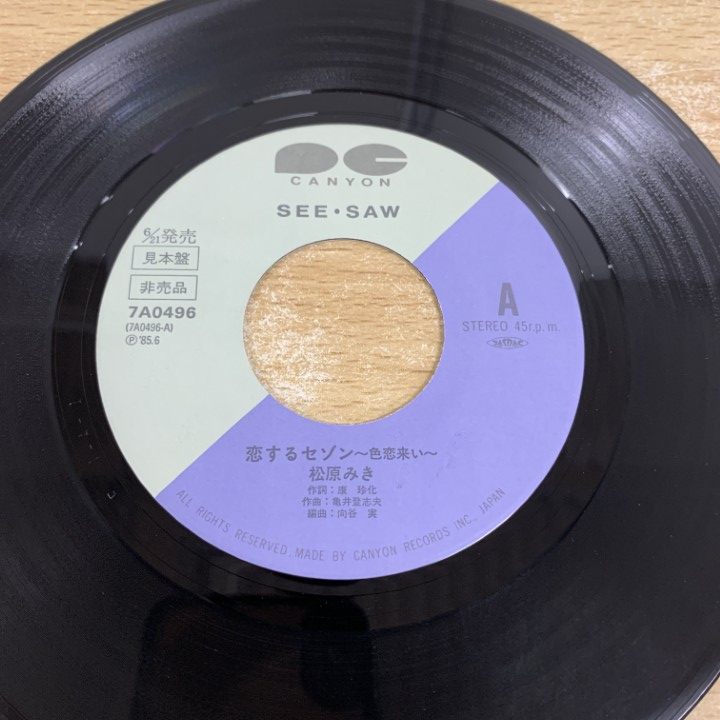 PC
CANYON
SEE・SAW
6/21発売
見本盤
非売品
7A0496
(7A0496-A)
Ⓟ'85.6
A
STEREO 45r.p.m.
JASRAC
恋するセゾン〜色恋来い〜
松原みき
作詞:康 珍化
作曲:亀井登志夫
編曲:向谷 実
ALL RIGHTS RESERVED, MADE BY CANYON RECORDS INC., JAPAN